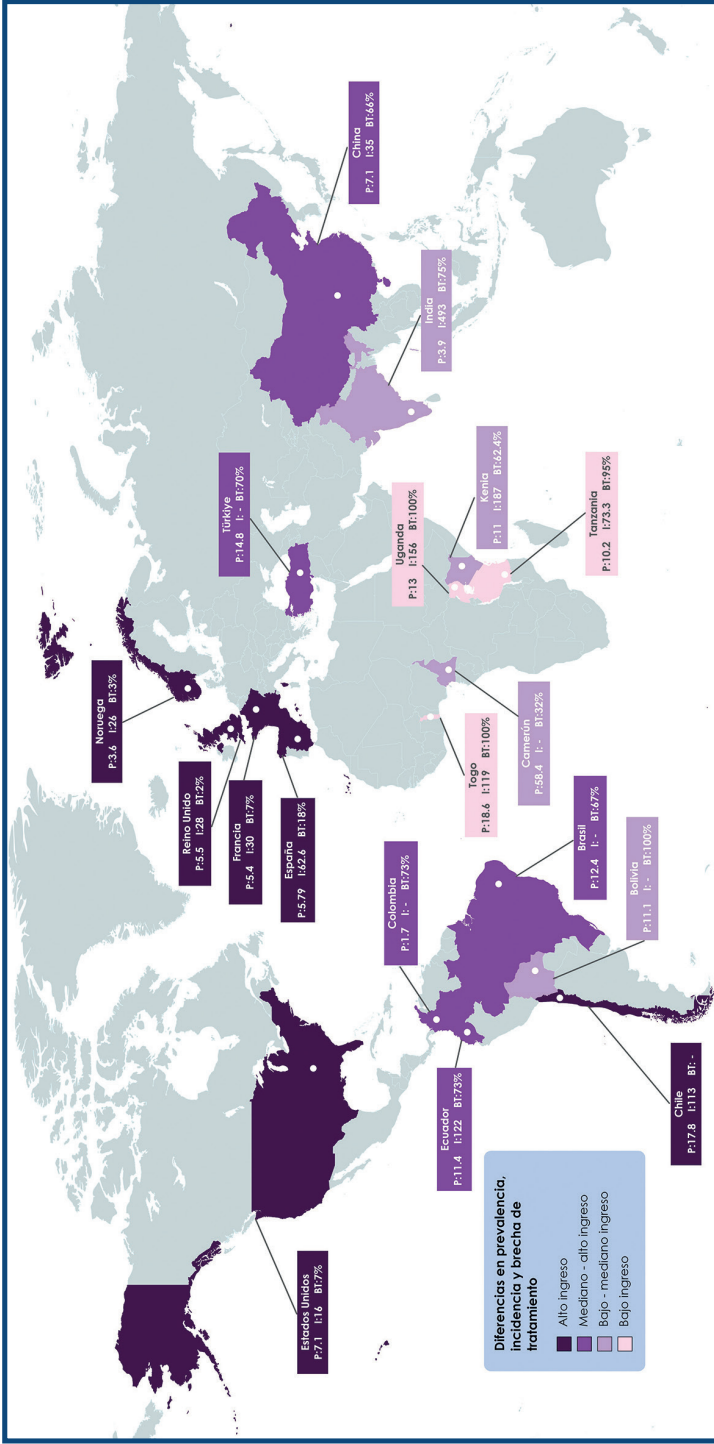 Noruega
P:3.6 I:26 BT:3%
Reino Unido
P:5.5 I:28 BT:2%
Francia
P:5.4 I:30 BT:7%
España
P:5.79 I:62.6 BT:18%
Türkiye
P:14.8 I: - BT:70%
China
P:7.1 I:35 BT:66%
Estados Unidos
P:7.1 I:16 BT:7%
India
P:3.9 I:493 BT:75%
Colombia
P:1.7 I: - BT:73%
Ecuador
P:11.4 I:122 BT:73%
Togo
P:18.6 I:119 BT:100%
Camerún
P:58.4 I: - BT:32%
Uganda
P:13 I:156 BT:100%
Kenia
P:11 I:187 BT:62.4%
Tanzania
P:10.2 I:73.3 BT:95%
Brasil
P:12.4 I: - BT:67%
Bolivia
P:11.1 I: - BT:100%
Chile
P:17.8 I:113 BT: -
Diferencias en prevalencia,
incidencia y brecha de
tratamiento
Alto ingreso
Mediano - alto ingreso
Bajo - mediano ingreso
Bajo ingreso